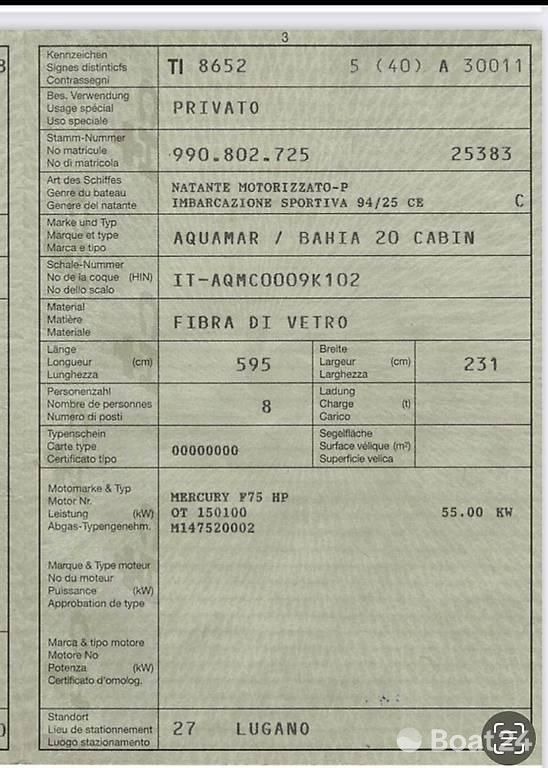 3
Kennzeichen
Signes distinctifs
Contrassegni
TI 8652 5 (40) A 30011
Bes. Verwendung
Usage spécial
Uso speciale
PRIVATO
Stamm-Nummer
No matricule
No di matricola
990.802.725 25383
Art des Schiffes
Genre du bateau
Genere del natante
NATANTE MOTORIZZATO-P
IMBARCAZIONE SPORTIVA 94/25 CE C
Marke und Typ
Marque et type
Marca e tipo
AQUAMAR / BAHIA 20 CABIN
Schale-Nummer
No de la coque (HIN)
No dello scalo
IT-AQMC0009K102
Material
Matière
Materiale
FIBRA DI VETRO
Länge
Longueur (cm)
Lunghezza
595
Breite
Largeur (cm)
Larghezza
231
Personenzahl
Nombre de personnes
Numero di posti
8
Ladung
Charge (t)
Carico
Typenschein
Carte type
Certificato tipo
00000000
Segelfläche
Surface vélique (m²)
Superficie velica
Motormarke & Typ
Motor Nr.
Leistung (kW)
Abgas-Typengenehm.
MERCURY F75 HP
OT 150100 55.00 KW
M147520002
Marque & Type moteur
No du moteur
Puissance (kW)
Approbation de type
Marca & tipo motore
Motore No
Potenza (kW)
Certificato d'omolog.
Standort
Lieu de stationnement
Luogo stazionamento
27 LUGANO
Boat24